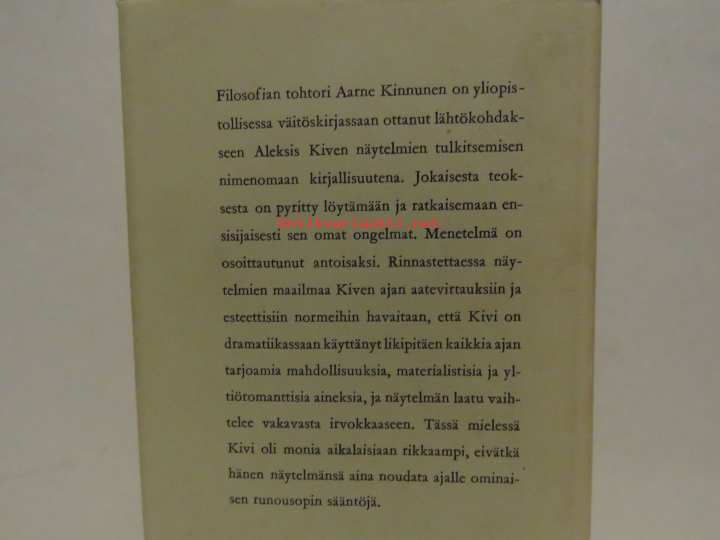 Filosofian tohtori Aarne Kinnunen on yliopis-
tollisessa väitöskirjassaan ottanut lähtökohdak-
seen Aleksis Kiven näytelmien tulkitsemisen
nimenomaan kirjallisuutena. Jokaisesta teok-
sesta on pyritty löytämään ja ratkaisemaan en-
sisijaisesti sen omat ongelmat. Menetelmä on
osoittautunut antoisaksi. Rinnastettaessa näy-
telmien maailmaa Kiven ajan aatevirtauksiin ja
esteettisiin normeihin havaitaan, että Kivi on
dramatiikassaan käyttänyt likipitäen kaikkia ajan
tarjoamia mahdollisuuksia, materialistisia ja yl-
tiöromanttisia aineksia, ja näytelmän laatu vaih-
telee vakavasta irvokkaaseen. Tässä mielessä
Kivi oli monia aikalaisiaan rikkaampi, eivätkä
hänen näytelmänsä aina noudata ajalle ominai-
sen runousopin sääntöjä.